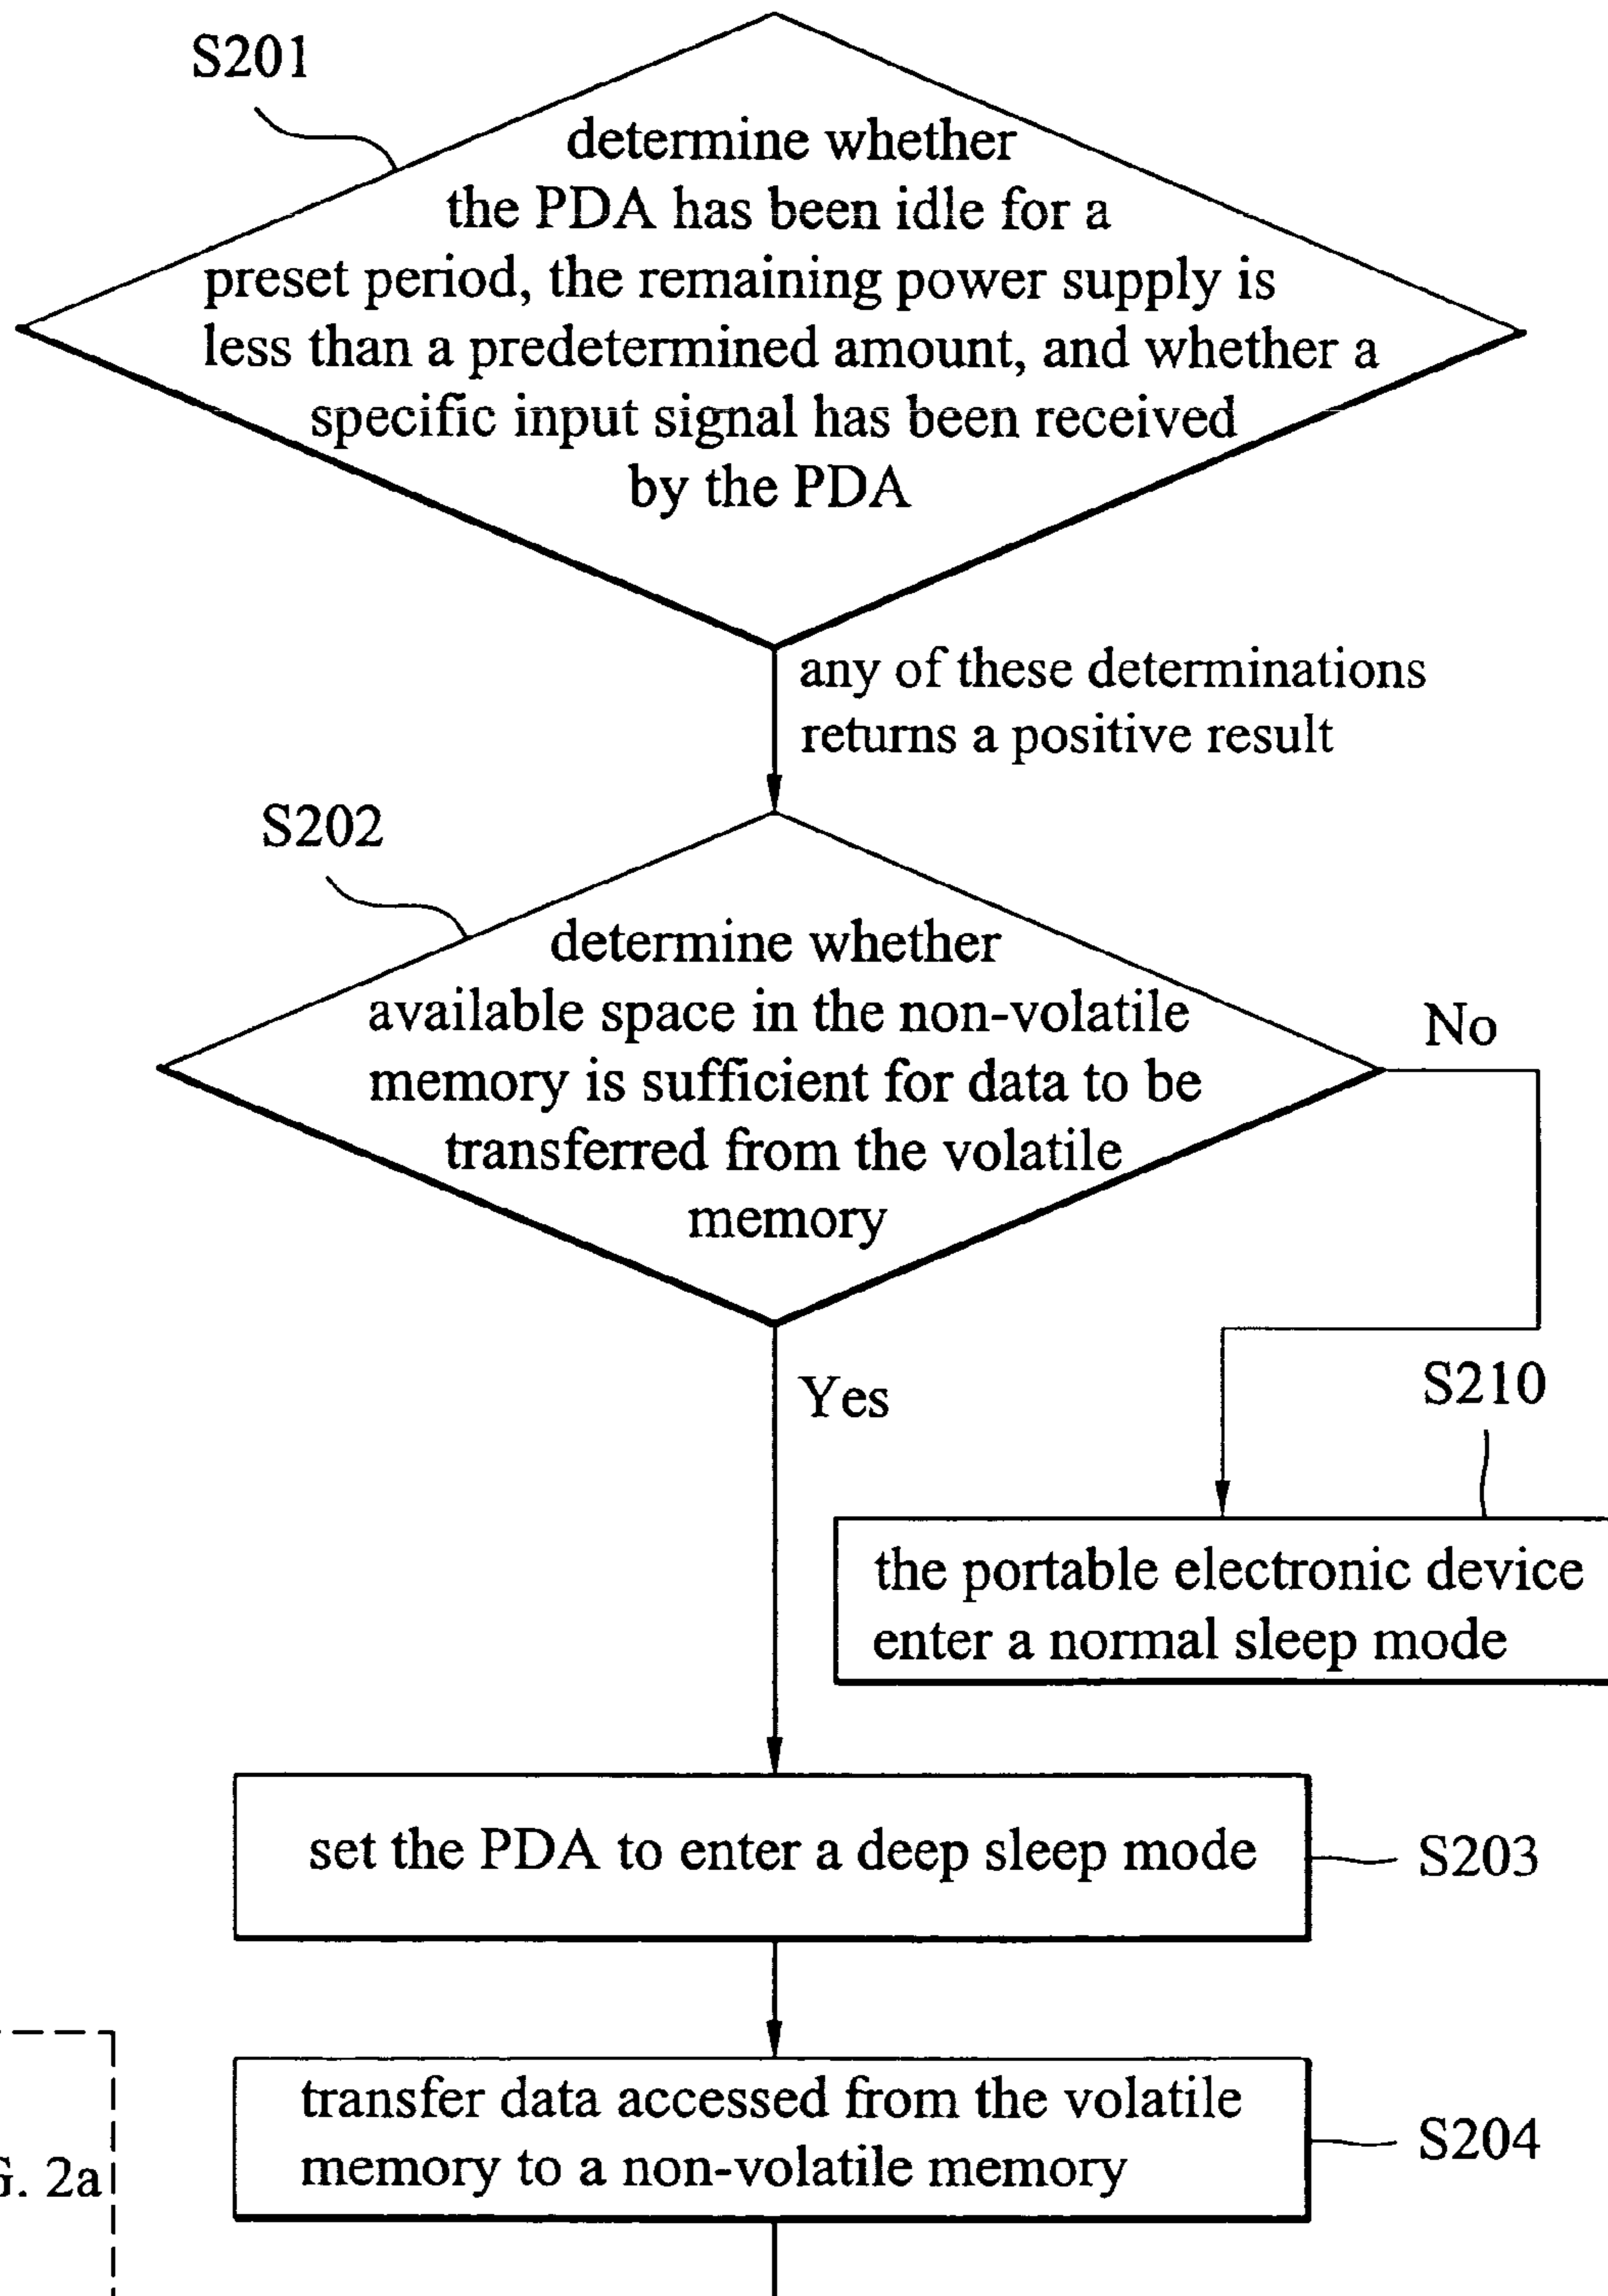 S201
determine whether
the PDA has been idle for a
preset period, the remaining power supply is
less than a predetermined amount, and whether a
specific input signal has been received
by the PDA
any of these determinations
returns a positive result
S202
determine whether
available space in the non-volatile
memory is sufficient for data to be
transferred from the volatile
memory
No
Yes
S210
the portable electronic device
enter a normal sleep mode
set the PDA to enter a deep sleep mode
S203
transfer data accessed from the volatile
memory to a non-volatile memory
S204
G. 2a